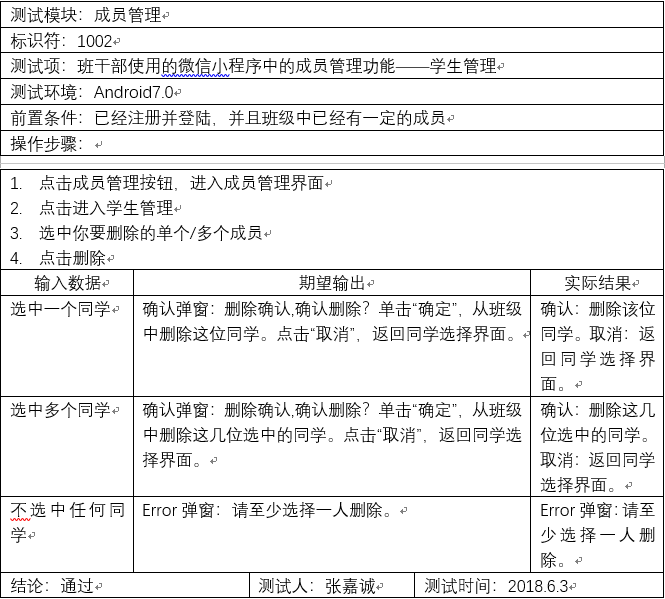 测试模块：成员管理
标识符：1002
测试项：班干部使用的微信小程序中的成员管理功能——学生管理
测试环境：Android7.0
前置条件：已经注册并登陆，并且班级中已经有一定的成员
操作步骤：
1. 点击成员管理按钮，进入成员管理界面
2. 点击进入学生管理
3. 选中你要删除的单个/多个成员
4. 点击删除
输入数据 期望输出 实际结果
选中一个同学
确认弹窗：删除确认,确认删除？单击“确定”，从班级
中删除这位同学。点击“取消”，返回同学选择界面。
确认：删除该位
同学。取消：返
回同学选择界
面。
选中多个同学
确认弹窗：删除确认,确认删除？单击“确定”，从班级
中删除这几位选中的同学。点击“取消”，返回同学选
择界面。
确认：删除这几
位选中的同学。
取消：返回同学
选择界面。
不选中任何同
学
Error 弹窗：请至少选择一人删除。
Error 弹窗：请至
少选择一人删
除。
结论：通过 测试人：张嘉诚 测试时间：2018.6.3